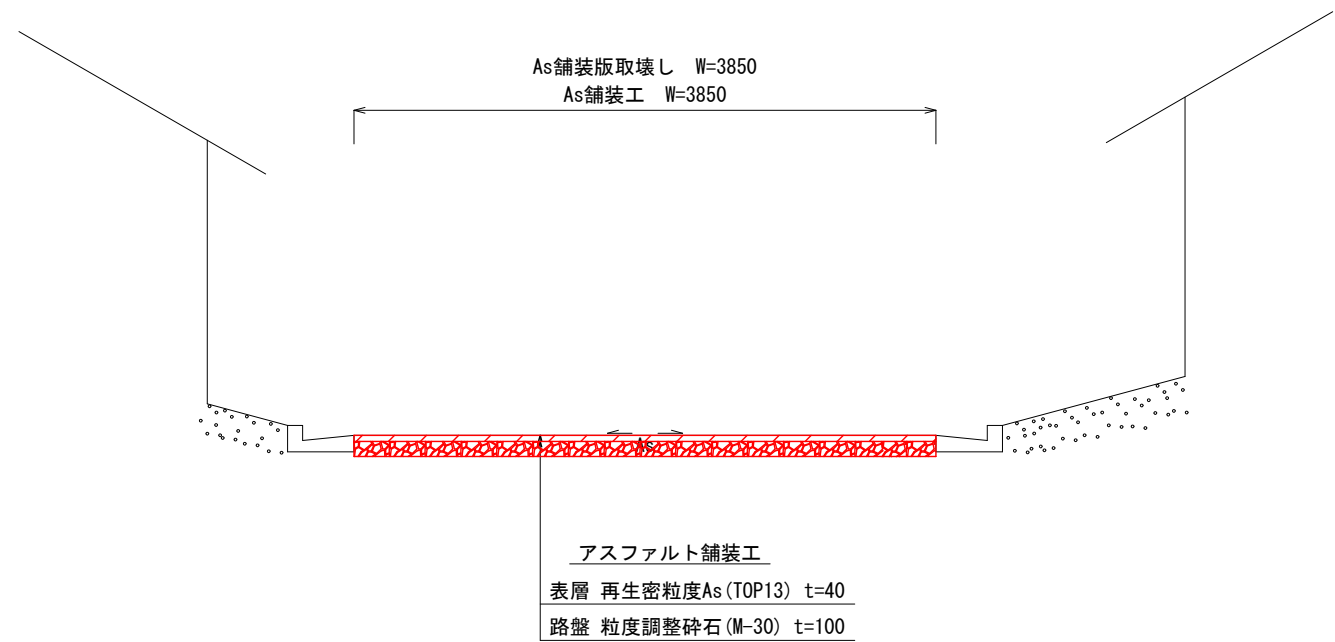 As舗装版取壊し W=3850
As舗装工 W=3850
As
アスファルト舗装工
表層 再生密粒度As(TOP13) t=40
路盤 粒度調整砕石(M-30) t=100